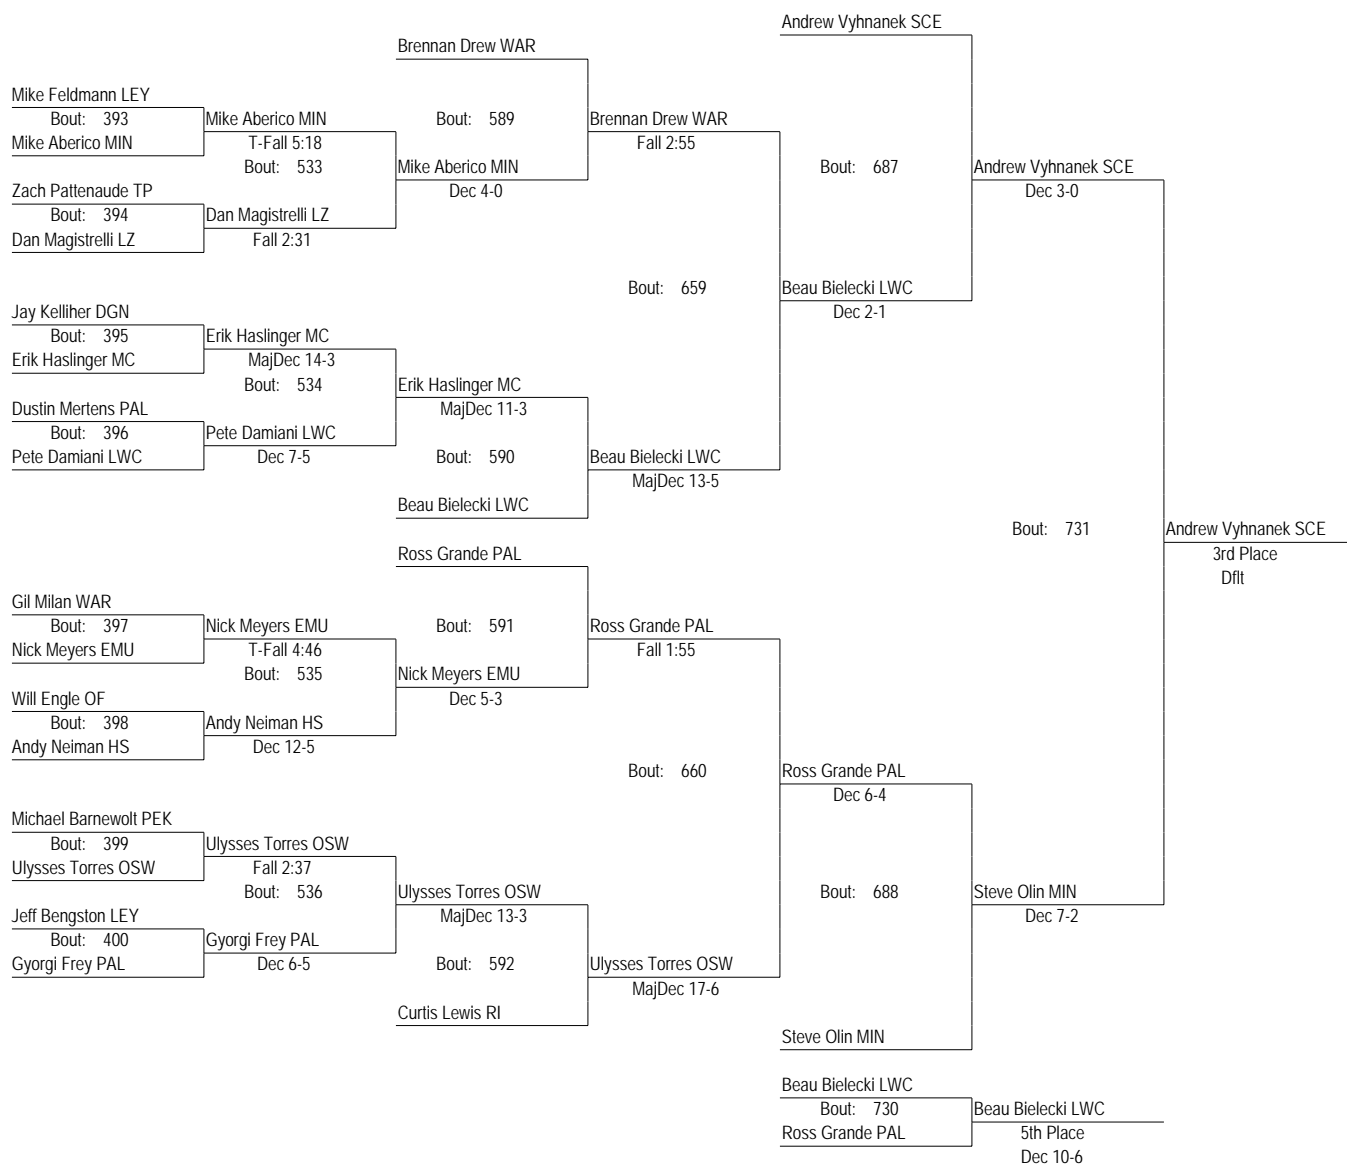 Andrew Vyhnanek SCE
Brennan Drew WAR
Mike Feldmann LEY
Bout: 393
Mike Aberico MIN
Bout: 589
Brennan Drew WAR
Mike Aberico MIN
T-Fall 5:18
Fall 2:55
Bout: 533
Mike Aberico MIN
Bout: 687
Andrew Vyhnanek SCE
Zach Pattenaude TP
Dec 4-0
Dec 3-0
Bout: 394
Dan Magistrelli LZ
Dan Magistrelli LZ
Fall 2:31
Bout: 659
Beau Bielecki LWC
Jay Kelliher DGN
Dec 2-1
Bout: 395
Erik Haslinger MC
Erik Haslinger MC
MajDec 14-3
Bout: 534
Erik Haslinger MC
Dustin Mertens PAL
MajDec 11-3
Bout: 396
Pete Damiani LWC
Pete Damiani LWC
Dec 7-5
Bout: 590
Beau Bielecki LWC
MajDec 13-5
Beau Bielecki LWC
Bout: 731
Andrew Vyhnanek SCE
Ross Grande PAL
3rd Place
Dflt
Gil Milan WAR
Bout: 397
Nick Meyers EMU
Bout: 591
Ross Grande PAL
Nick Meyers EMU
T-Fall 4:46
Fall 1:55
Bout: 535
Nick Meyers EMU
Will Engle OF
Dec 5-3
Bout: 398
Andy Neiman HS
Andy Neiman HS
Dec 12-5
Bout: 660
Ross Grande PAL
Dec 6-4
Michael Barnewolt PEK
Bout: 399
Ulysses Torres OSW
Ulysses Torres OSW
Fall 2:37
Bout: 536
Ulysses Torres OSW
Bout: 688
Steve Olin MIN
Jeff Bengston LEY
MajDec 13-3
Dec 7-2
Bout: 400
Gyorgi Frey PAL
Gyorgi Frey PAL
Dec 6-5
Bout: 592
Ulysses Torres OSW
MajDec 17-6
Curtis Lewis RI
Steve Olin MIN
Beau Bielecki LWC
Bout: 730
Beau Bielecki LWC
Ross Grande PAL
5th Place
Dec 10-6